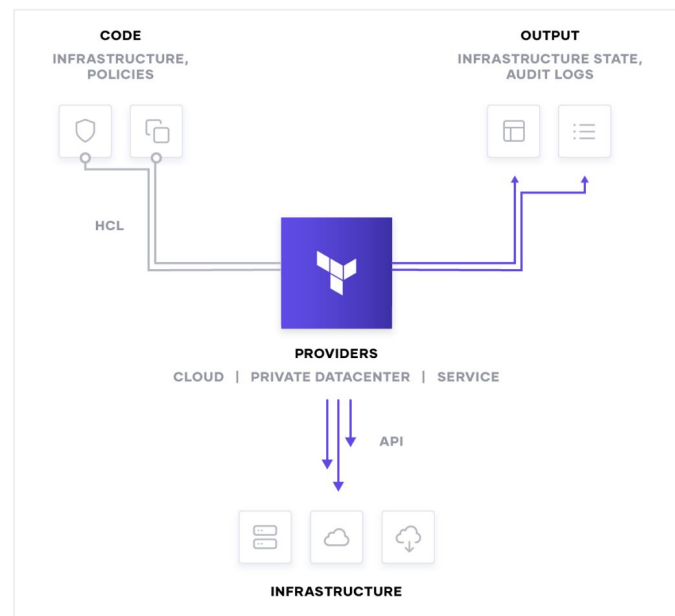 CODE
INFRASTRUCTURE,
POLICIES
OUTPUT
INFRASTRUCTURE STATE,
AUDIT LOGS
HCL
PROVIDERS
CLOUD | PRIVATE DATACENTER | SERVICE
API
INFRASTRUCTURE